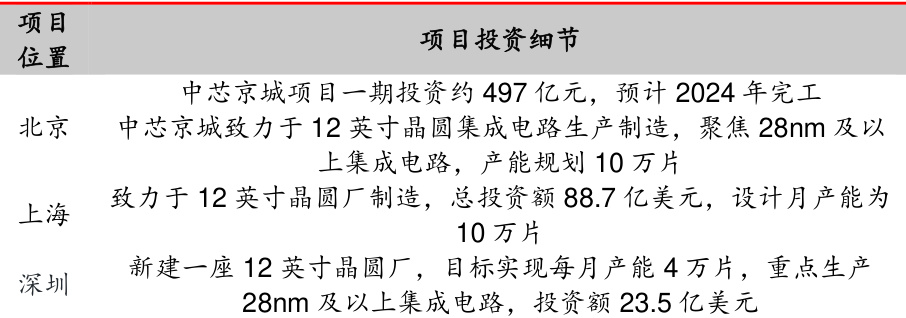 项目
位置
项目投资细节
北京
中芯京城项目一期投资约 497 亿元，预计 2024 年完工
中芯京城致力于 12 英寸晶圆集成电路生产制造，聚焦 28nm 及以
上集成电路，产能规划 10 万片
上海
致力于 12 英寸晶圆厂制造，总投资额 88.7 亿美元，设计月产能为
10 万片
深圳
新建一座 12 英寸晶圆厂，目标实现每月产能 4 万片，重点生产
28nm 及以上集成电路，投资额 23.5 亿美元